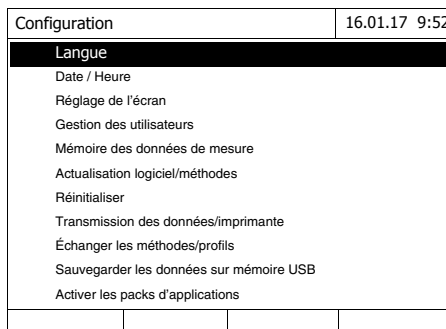 Configuration 16.01.17 9:52
Langue
Date / Heure
Réglage de l'écran
Gestion des utilisateurs
Mémoire des données de mesure
Actualisation logiciel/méthodes
Réinitialiser
Transmission des données/imprimante
Échanger les méthodes/profils
Sauvegarder les données sur mémoire USB
Activer les packs d'applications